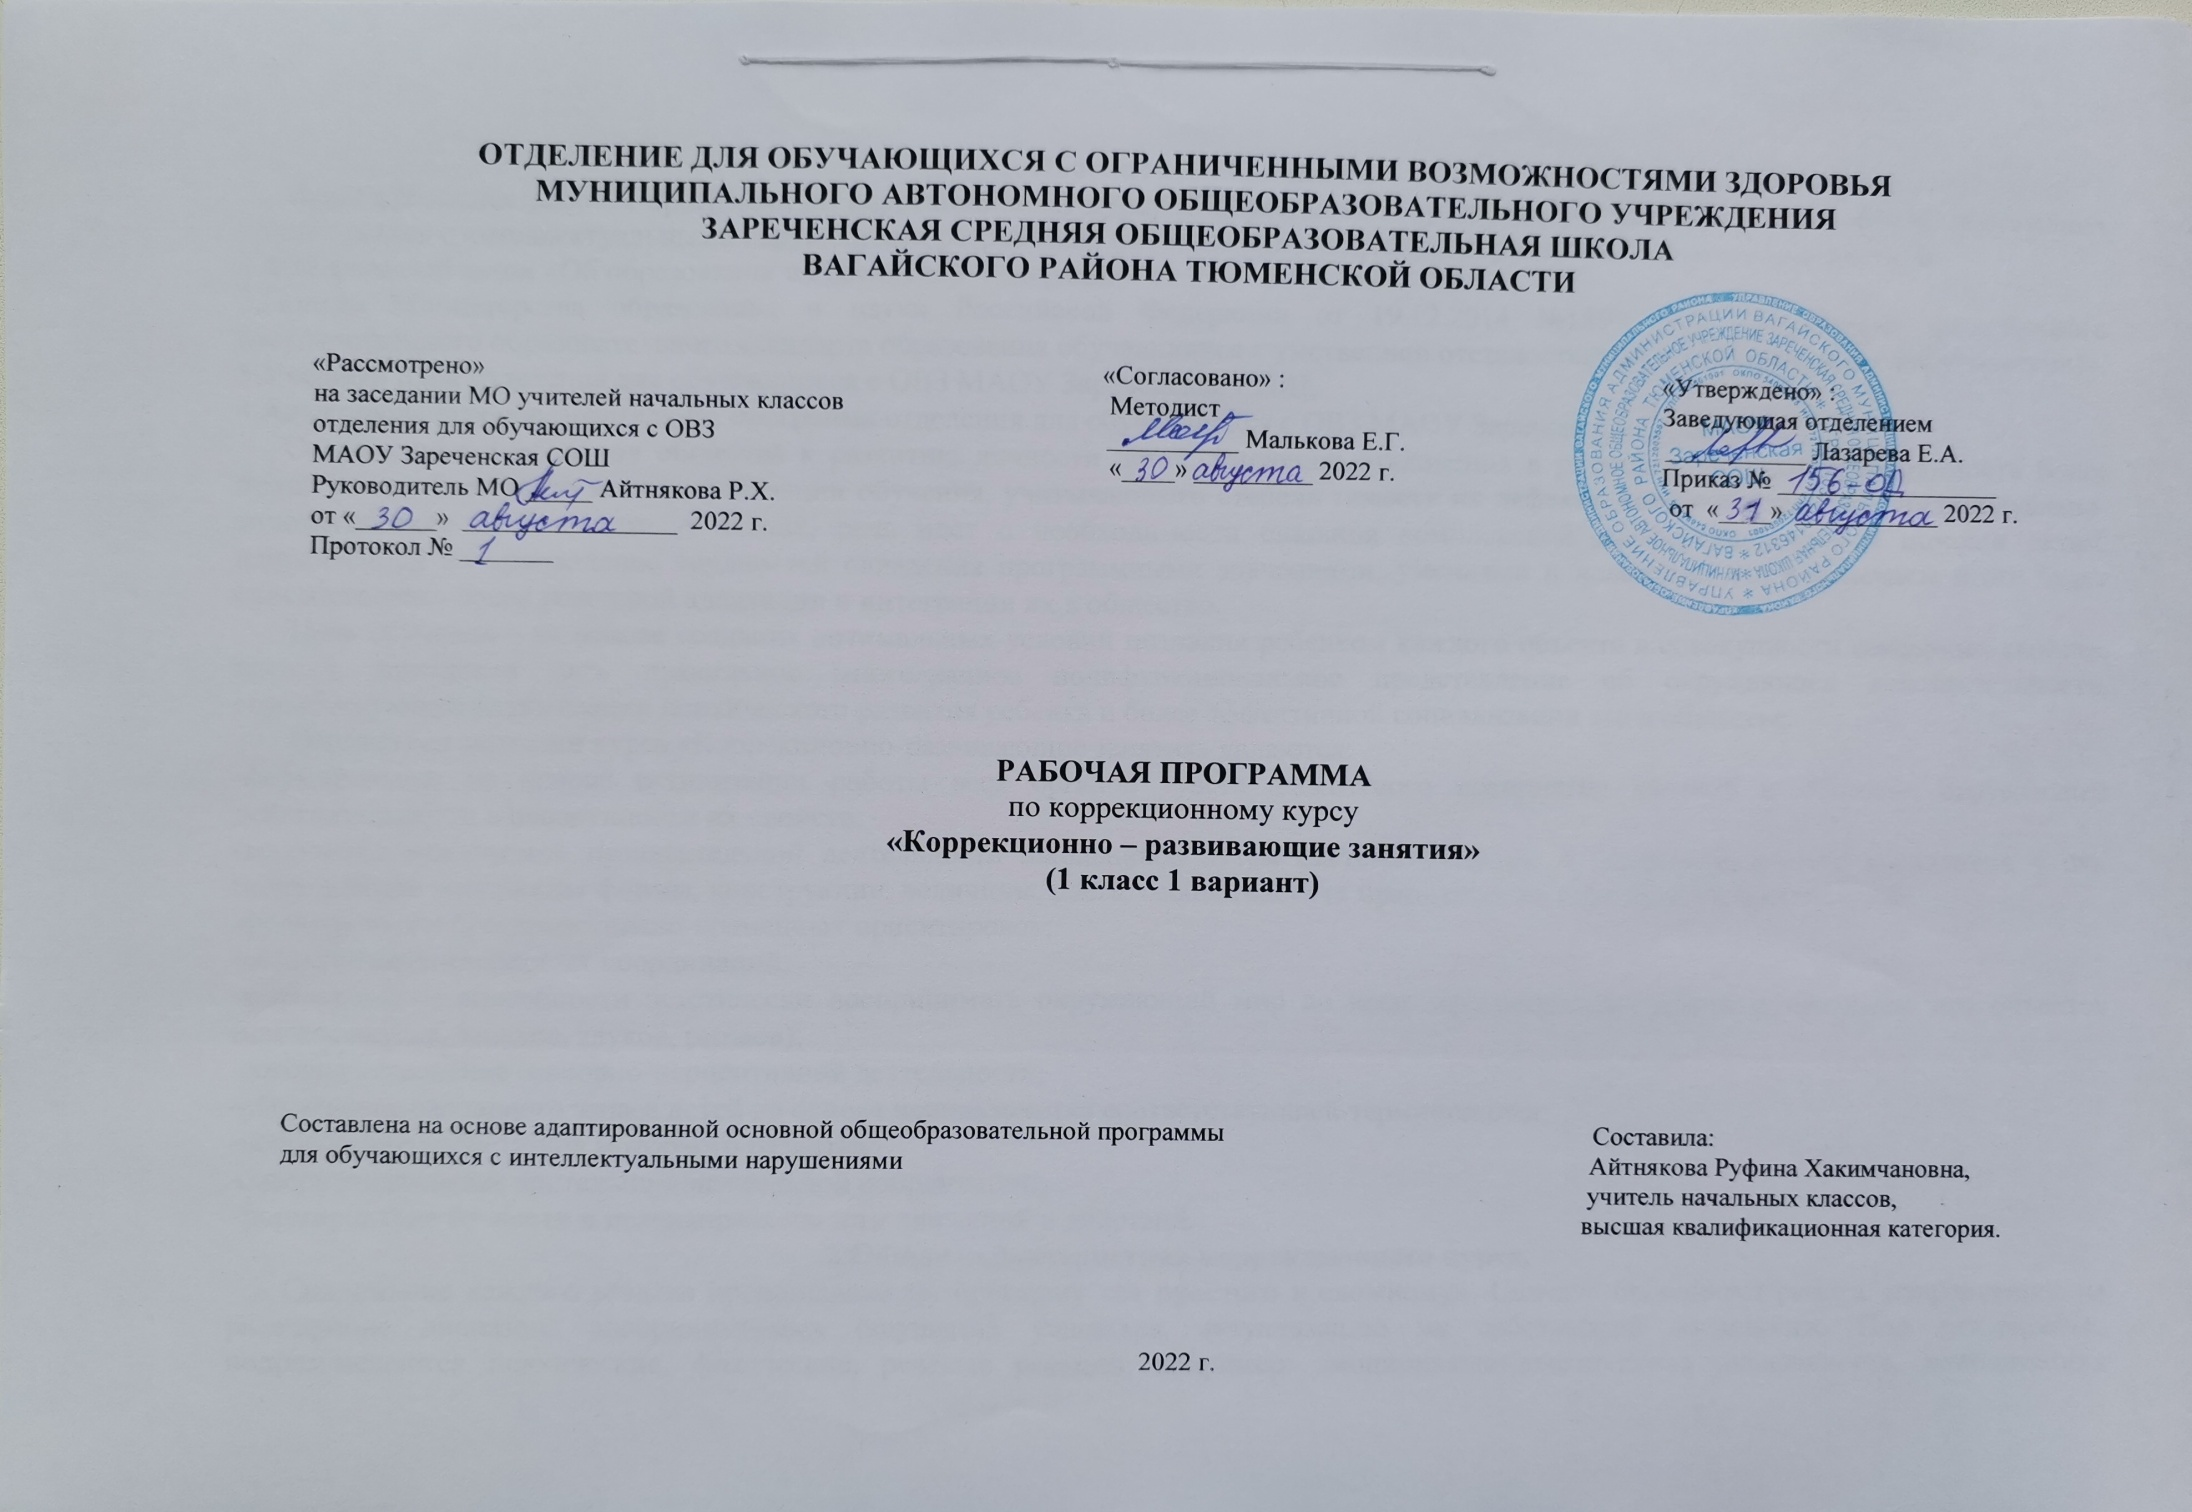 ОТДЕЛЕНИЕ ДЛЯ ОБУЧАЮЩИХСЯ С ОГРАНИЧЕННЫМИ ВОЗМОЖНОСТЯМИ ЗДОРОВЬЯ
МУНИЦИПАЛЬНОГО АВТОНОМНОГО ОБЩЕОБРАЗОВАТЕЛЬНОГО УЧРЕЖДЕНИЯ
ЗАРЕЧЕНСКАЯ СРЕДНЯЯ ОБЩЕОБРАЗОВАТЕЛЬНАЯ ШКОЛА
ВАГАЙСКОГО РАЙОНА ТЮМЕНСКОЙ ОБЛАСТИ
«Рассмотрено»
на заседании МО учителей начальных классов
отделения для обучающихся с ОВЗ
МАОУ Зареченская СОШ
Руководитель МО Айтнякова Р.Х.
от «30» августа 2022 г.
Протокол № 1
«Согласовано» :
Методист
Малькова Е.Г.
«30» августа 2022 г.
«Утверждено» :
Заведующая отделением
Лазарева Е.А.
Приказ № 156-од
от «31» августа 2022 г.
МАОУ
Зареченская
СОШ
РАБОЧАЯ ПРОГРАММА
по коррекционному курсу
«Коррекционно – развивающие занятия»
(1 класс 1 вариант)
Составлена на основе адаптированной основной общеобразовательной программы
для обучающихся с интеллектуальными нарушениями
Составила:
Айтнякова Руфина Хакимчановна,
учитель начальных классов,
высшая квалификационная категория.
2022 г.